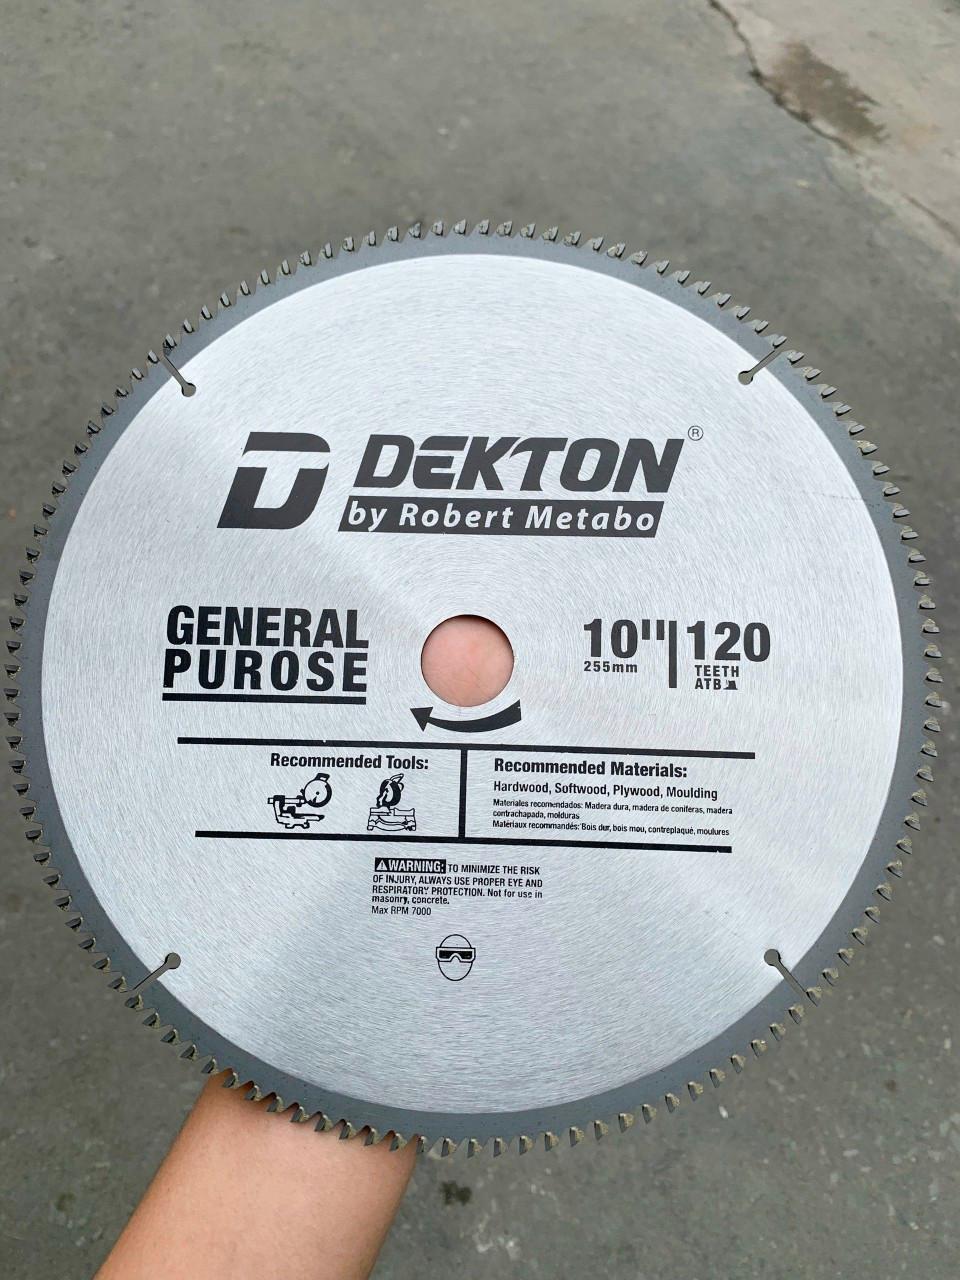 DEKTON®
by Robert Metabo
GENERAL
PUROSE
10"
255mm
120
TEETH
ATB
Recommended Tools:
Recommended Materials:
Hardwood, Softwood, Plywood, Moulding
Materiales recomendados: Madera dura, madera de coniferas, madera
contrachapada, molduras
Matériaux recommandés: Bois dur, bois mou, contreplaqué, moulures
WARNING: TO MINIMIZE THE RISK
OF INJURY, ALWAYS USE PROPER EYE AND
RESPIRATORY PROTECTION. Not for use in
masonry, concrete.
Max RPM 7000